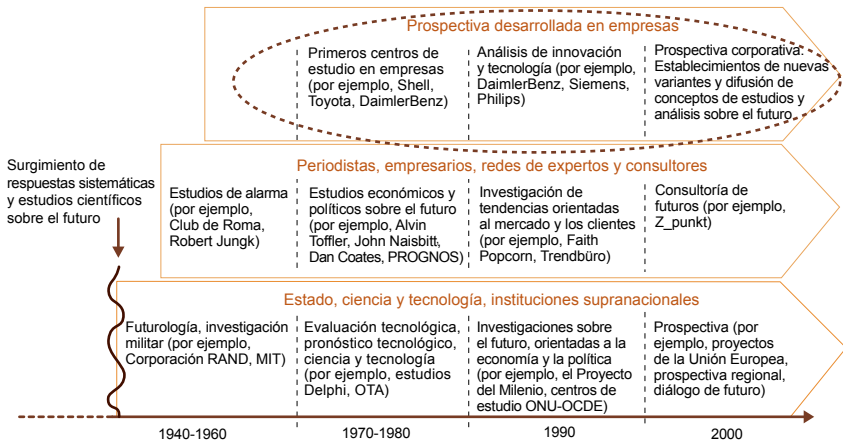 Prospectiva desarrollada en empresas
Primeros centros de
estudio en empresas
(por ejemplo, Shell,
Toyota, DaimlerBenz)
Análisis de innovación
y tecnología (por ejemplo,
DaimlerBenz, Siemens,
Philips)
Prospectiva corporativa:
Establecimientos de nuevas
variantes y difusión de
conceptos de estudios y
análisis sobre el futuro
Surgimiento de
respuestas sistemáticas
y estudios científicos
sobre el futuro
Periodistas, empresarios, redes de expertos y consultores
Estudios de alarma
(por ejemplo,
Club de Roma,
Robert Jungk)
Estudios económicos y
políticos sobre el futuro
(por ejemplo, Alvin
Toffler, John Naisbitt,
Dan Coates, PROGNOS)
Investigación de
tendencias orientadas
al mercado y los clientes
(por ejemplo, Faith
Popcorn, Trendbüro)
Consultoría de
futuros (por ejemplo,
Z_punkt)
Estado, ciencia y tecnología, instituciones supranacionales
Futurología, investigación
militar (por ejemplo,
Corporación RAND, MIT)
Evaluación tecnológica,
pronóstico tecnológico,
ciencia y tecnología
(por ejemplo, estudios
Delphi, OTA)
Investigaciones sobre
el futuro, orientadas a la
economía y la política
(por ejemplo, el Proyecto
del Milenio, centros de
estudio ONU-OCDE)
Prospectiva (por
ejemplo, proyectos
de la Unión Europea,
prospectiva regional,
diálogo de futuro)
1940-1960
1970-1980
1990
2000